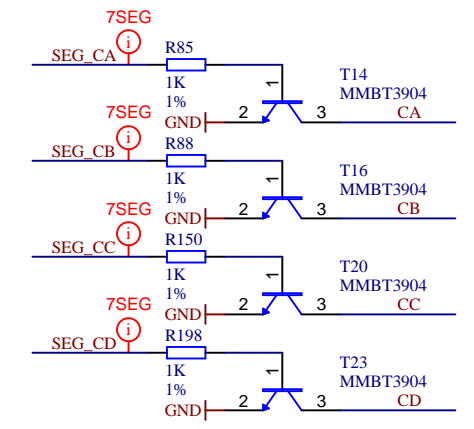 7SEG
i
SEG_CA
R85
1K
1%
1
T14
MMBT3904
GND
2
3
CA
7SEG
i
SEG_CB
R88
1K
1%
1
T16
MMBT3904
GND
2
3
CB
7SEG
i
SEG_CC
R150
1K
1%
1
T20
MMBT3904
GND
2
3
CC
7SEG
i
SEG_CD
R198
1K
1%
1
T23
MMBT3904
GND
2
3
CD